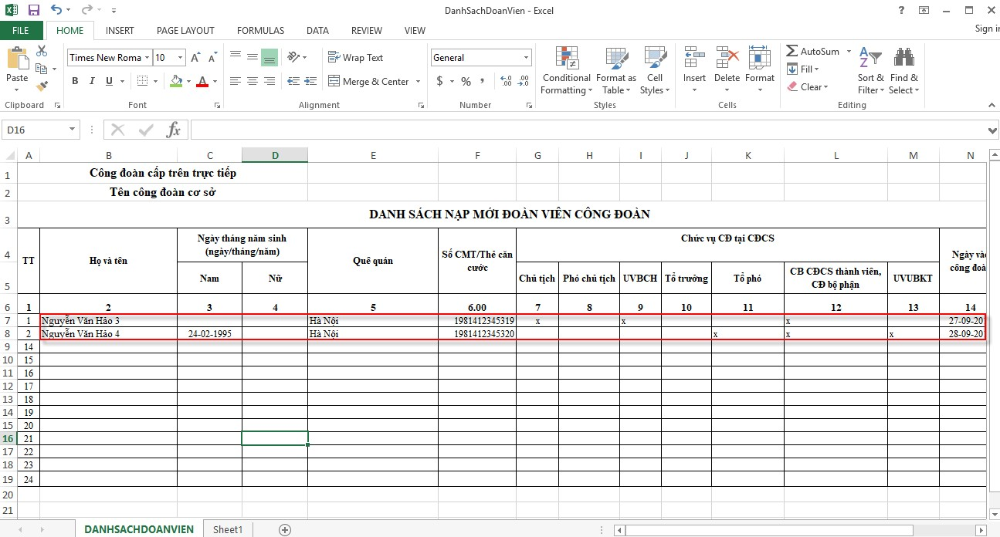 DanhSachDoanVien - Excel
Sign in
FILE HOME INSERT PAGE LAYOUT FORMULAS DATA REVIEW VIEW
Paste
Clipboard
Times New Roma 10
B I U
Font
Wrap Text
Merge & Center
Alignment
General
$ % ,
Number
Conditional Formatting
Format as Table
Cell Styles
Styles
Insert Delete Format
Cells
AutoSum
Fill
Clear
Sort & Filter
Find & Select
Editing
D16 fx
A B C D E F G H I J K L M N
1 Công đoàn cấp trên trực tiếp
2 Tên công đoàn cơ sở
3 DANH SÁCH NẠP MỚI ĐOÀN VIÊN CÔNG ĐOÀN
4
5
TT
Họ và tên
Ngày tháng năm sinh
(ngày/tháng/năm)
Nam Nữ
Quê quán
Số CMT/Thẻ căn
cước
Chức vụ CĐ tại CĐCS
Chủ tịch Phó chủ tịch UVBCH Tổ trưởng Tổ phó
CB CĐCS thành viên,
CĐ bộ phận
UVUBKT
Ngày và
công đoà
6 1 2 3 4 5 6.00 7 8 9 10 11 12 13 14
7 1 Nguyễn Văn Hảo 3 Hà Nội 1981412345319 x x x 27-09-20
8 2 Nguyễn Văn Hảo 4 24-02-1995 Hà Nội 1981412345320 x x x 28-09-20
9 14
10 15
11 16
12 17
13 18
14 19
15 20
16 21
17 22
18 23
19 24
20
21
DANHSACHDOANVIEN Sheet1